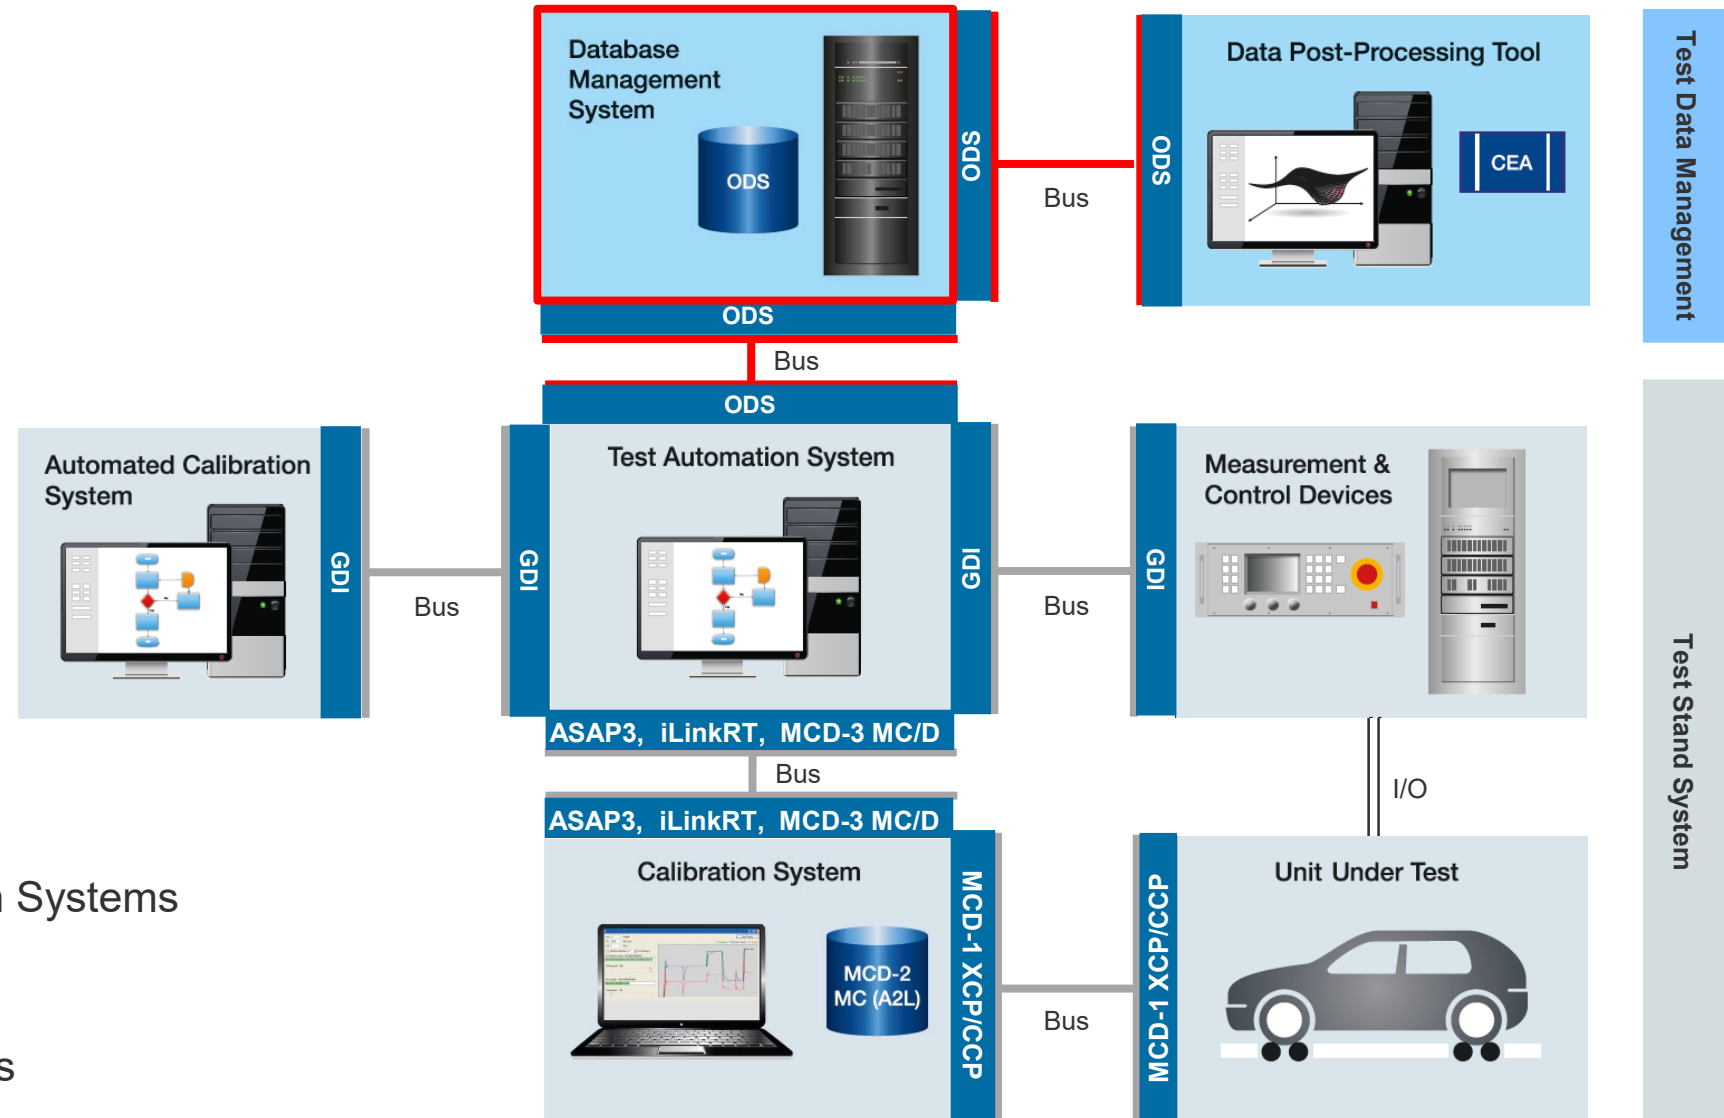 Database
Management
System
ODS
ODS
Bus
ODS
Data Post-Processing Tool
CEA
Test Data Management
ODS
Bus
ODS
Automated Calibration
System
GDI
Bus
GDI
Test Automation System
GDI
Bus
GDI
Measurement &
Control Devices
ASAP3, iLinkRT, MCD-3 MC/D
Bus
I/O
Test Stand System
ASAP3, iLinkRT, MCD-3 MC/D
Calibration System
MCD-2
MC (A2L)
MCD-1 XCP/CCP
Bus
MCD-1 XCP/CCP
Unit Under Test
Systems